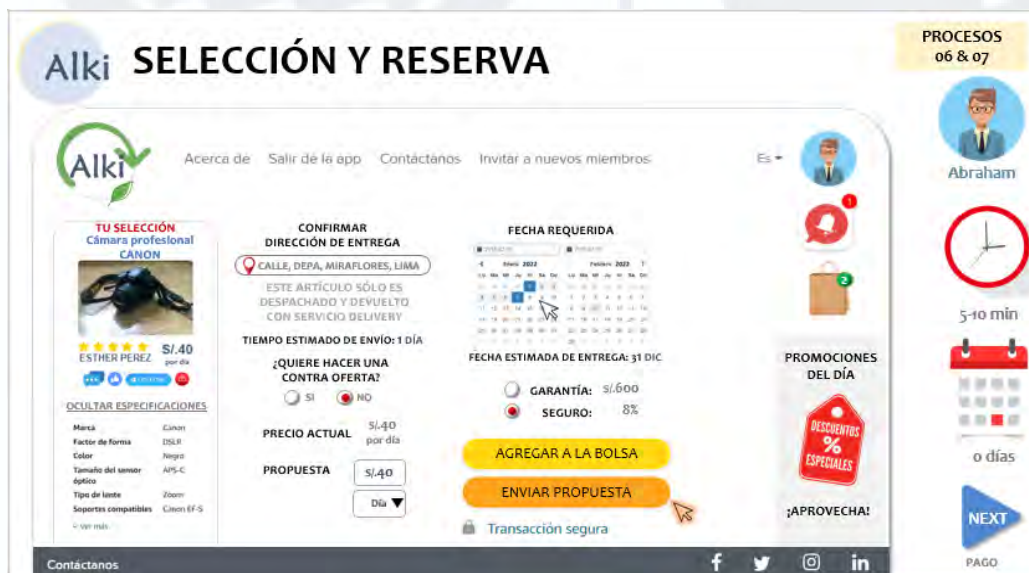 Alki SELECCIÓN Y RESERVA
PROCESOS
06 & 07
Abraham
Alki
Acerca de Salir de la app Contáctanos Invitar a nuevos miembros Es
1
2
TU SELECCIÓN
Cámara profesional
CANON
ESTHER PEREZ S/.40
por día
OCULTAR ESPECIFICACIONES
Marca Canon
Factor de forma DSLR
Color Negro
Tamaño del sensor APS-C
óptico
Tipo de lente Zoom
Soportes compatibles Canon EF-S
Ver más
CONFIRMAR
DIRECCIÓN DE ENTREGA
CALLE, DEPA, MIRAFLORES, LIMA
ESTE ARTÍCULO SÓLO ES
DESPACHADO Y DEVUELTO
CON SERVICIO DELIVERY
TIEMPO ESTIMADO DE ENVÍO: 1 DÍA
¿QUIERE HACER UNA
CONTRA OFERTA?
SI NO
PRECIO ACTUAL S/.40
por día
PROPUESTA S/.40
Día
FECHA REQUERIDA
Enero 2022 Febrero 2022
FECHA ESTIMADA DE ENTREGA: 31 DIC
GARANTÍA: S/.600
SEGURO: 8%
AGREGAR A LA BOLSA
ENVIAR PROPUESTA
Transacción segura
PROMOCIONES
DEL DÍA
DESCUENTOS
%
ESPECIALES
¡APROVECHA!
5-10 min
0 días
NEXT
PAGO
Contáctanos